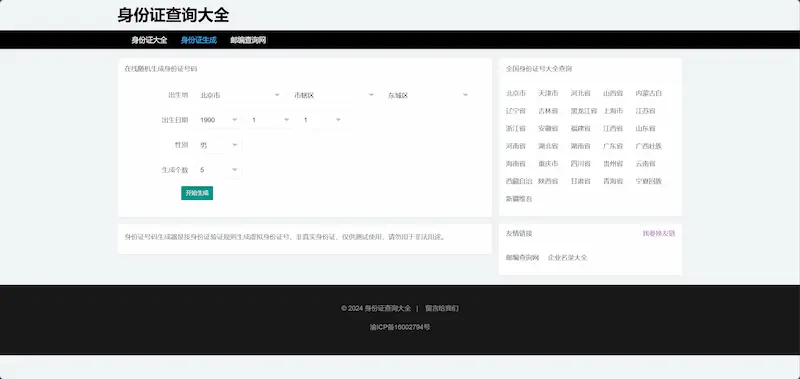 身份证查询大全
身份证大全 身份证生成 邮编查询网
在线随机生成身份证号码
出生地 北京市 市辖区 东城区
出生日期 1900 1 1
性别 男
生成个数 5
开始生成
身份证号码生成器是按身份证验证规则生成虚拟身份证号，非真实身份证，仅供测试使用，请勿用于非法用途。
全国身份证号大全查询
北京市 天津市 河北省 山西省 内蒙古自
辽宁省 吉林省 黑龙江省 上海市 江苏省
浙江省 安徽省 福建省 江西省 山东省
河南省 湖北省 湖南省 广东省 广西壮族
海南省 重庆市 四川省 贵州省 云南省
西藏自治 陕西省 甘肃省 青海省 宁夏回族
新疆维吾
友情链接 我要换友链
邮编查询网 企业名录大全
© 2024 身份证查询大全 | 留言给我们
渝ICP备16002794号